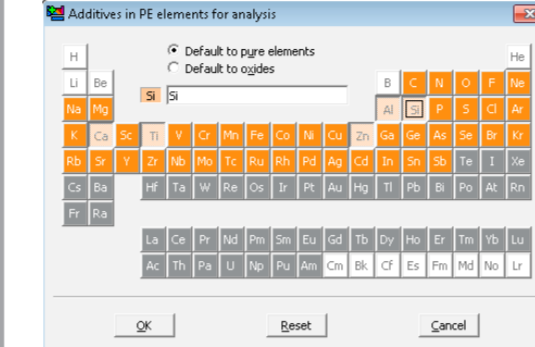 Additives in PE elements for analysis
Default to pure elements
Default to oxides
Si Si
H He
Li Be B C N O F Ne
Na Mg Al Si P S Cl Ar
K Ca Sc Ti V Cr Mn Fe Co Ni Cu Zn Ga Ge As Se Br Kr
Rb Sr Y Zr Nb Mo Tc Ru Rh Pd Ag Cd In Sn Sb Te I Xe
Cs Ba Hf Ta W Re Os Ir Pt Au Hg Tl Pb Bi Po At Rn
Fr Ra
La Ce Pr Nd Pm Sm Eu Gd Tb Dy Ho Er Tm Yb Lu
Ac Th Pa U Np Pu Am Cm Bk Cf Es Fm Md No Lr
OK Reset Cancel